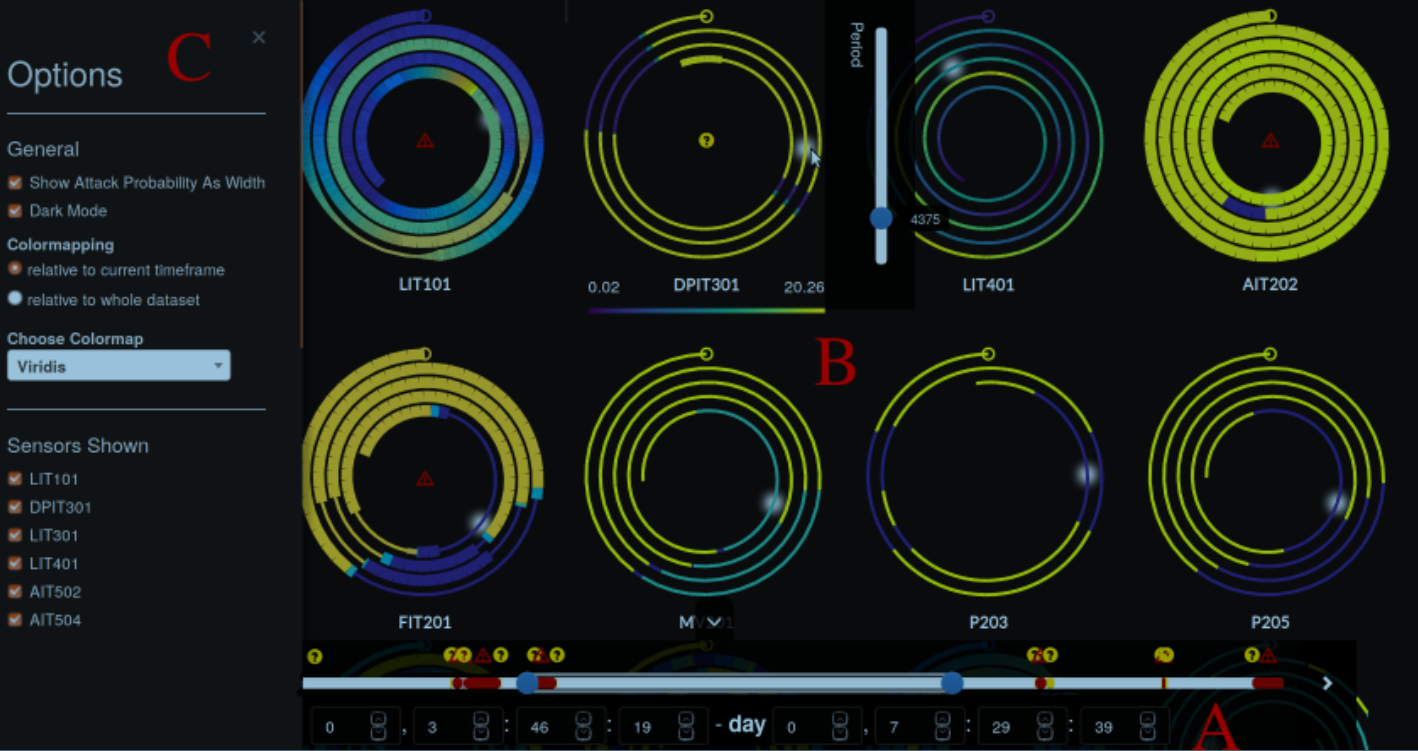 C
Options
General
Show Attack Probability As Width
Dark Mode
Colormapping
relative to current timeframe
relative to whole dataset
Choose Colormap
Viridis
Sensors Shown
LIT101
DPIT301
LIT301
LIT401
AIT502
AIT504
Period
4375
LIT101
0.02 DPIT301 20.26
LIT401
AIT202
B
FIT201
P203
P205
0 , 3 : 46 : 19 - day 0 , 7 : 29 : 39
A